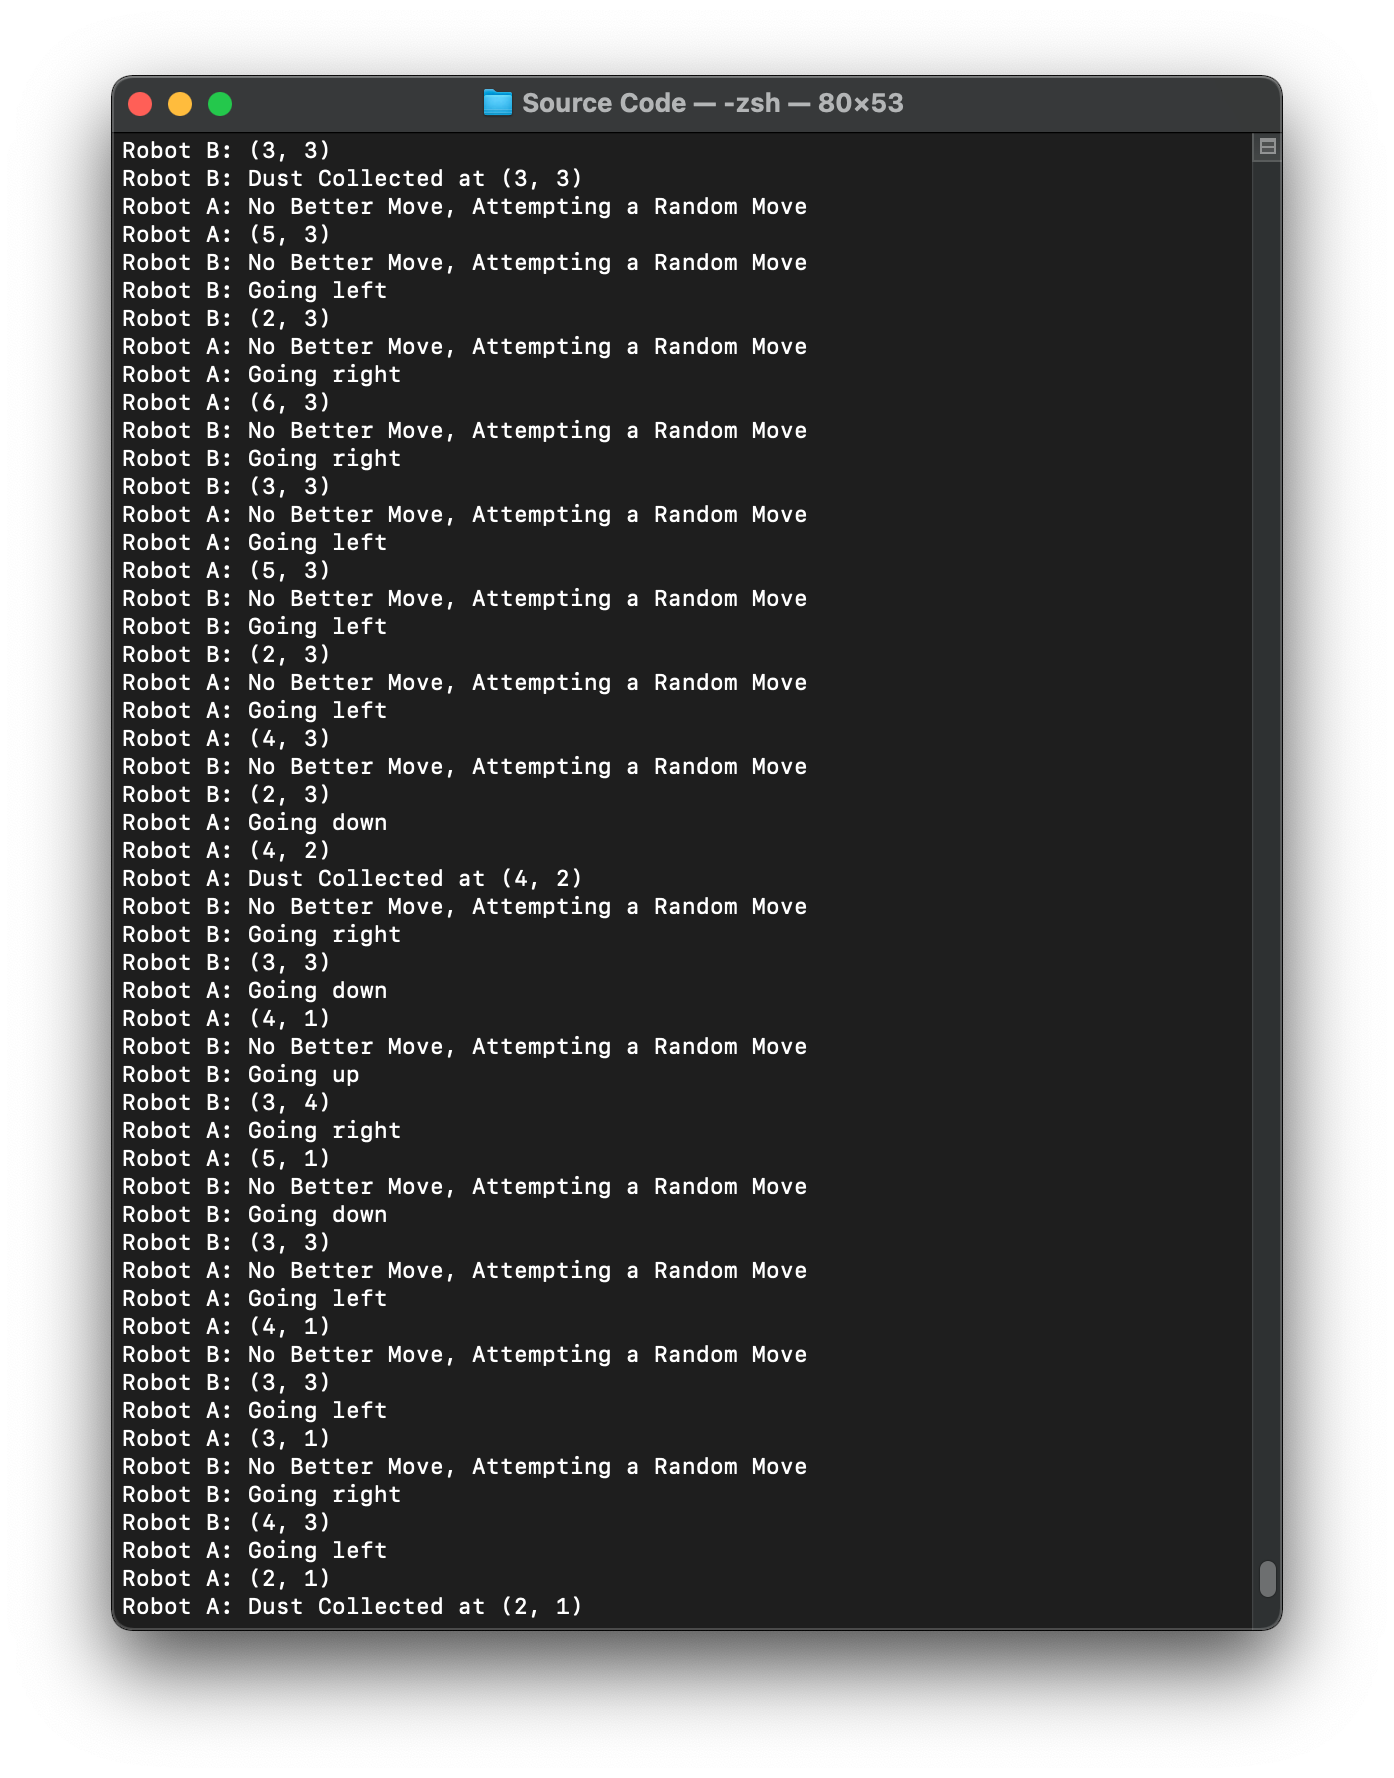 Source Code — -zsh — 80×53
Robot B: (3, 3)
Robot B: Dust Collected at (3, 3)
Robot A: No Better Move, Attempting a Random Move
Robot A: (5, 3)
Robot B: No Better Move, Attempting a Random Move
Robot B: Going left
Robot B: (2, 3)
Robot A: No Better Move, Attempting a Random Move
Robot A: Going right
Robot A: (6, 3)
Robot B: No Better Move, Attempting a Random Move
Robot B: Going right
Robot B: (3, 3)
Robot A: No Better Move, Attempting a Random Move
Robot A: Going left
Robot A: (5, 3)
Robot B: No Better Move, Attempting a Random Move
Robot B: Going left
Robot B: (2, 3)
Robot A: No Better Move, Attempting a Random Move
Robot A: Going left
Robot A: (4, 3)
Robot B: No Better Move, Attempting a Random Move
Robot B: (2, 3)
Robot A: Going down
Robot A: (4, 2)
Robot A: Dust Collected at (4, 2)
Robot B: No Better Move, Attempting a Random Move
Robot B: Going right
Robot B: (3, 3)
Robot A: Going down
Robot A: (4, 1)
Robot B: No Better Move, Attempting a Random Move
Robot B: Going up
Robot B: (3, 4)
Robot A: Going right
Robot A: (5, 1)
Robot B: No Better Move, Attempting a Random Move
Robot B: Going down
Robot B: (3, 3)
Robot A: No Better Move, Attempting a Random Move
Robot A: Going left
Robot A: (4, 1)
Robot B: No Better Move, Attempting a Random Move
Robot B: (3, 3)
Robot A: Going left
Robot A: (3, 1)
Robot B: No Better Move, Attempting a Random Move
Robot B: Going right
Robot B: (4, 3)
Robot A: Going left
Robot A: (2, 1)
Robot A: Dust Collected at (2, 1)